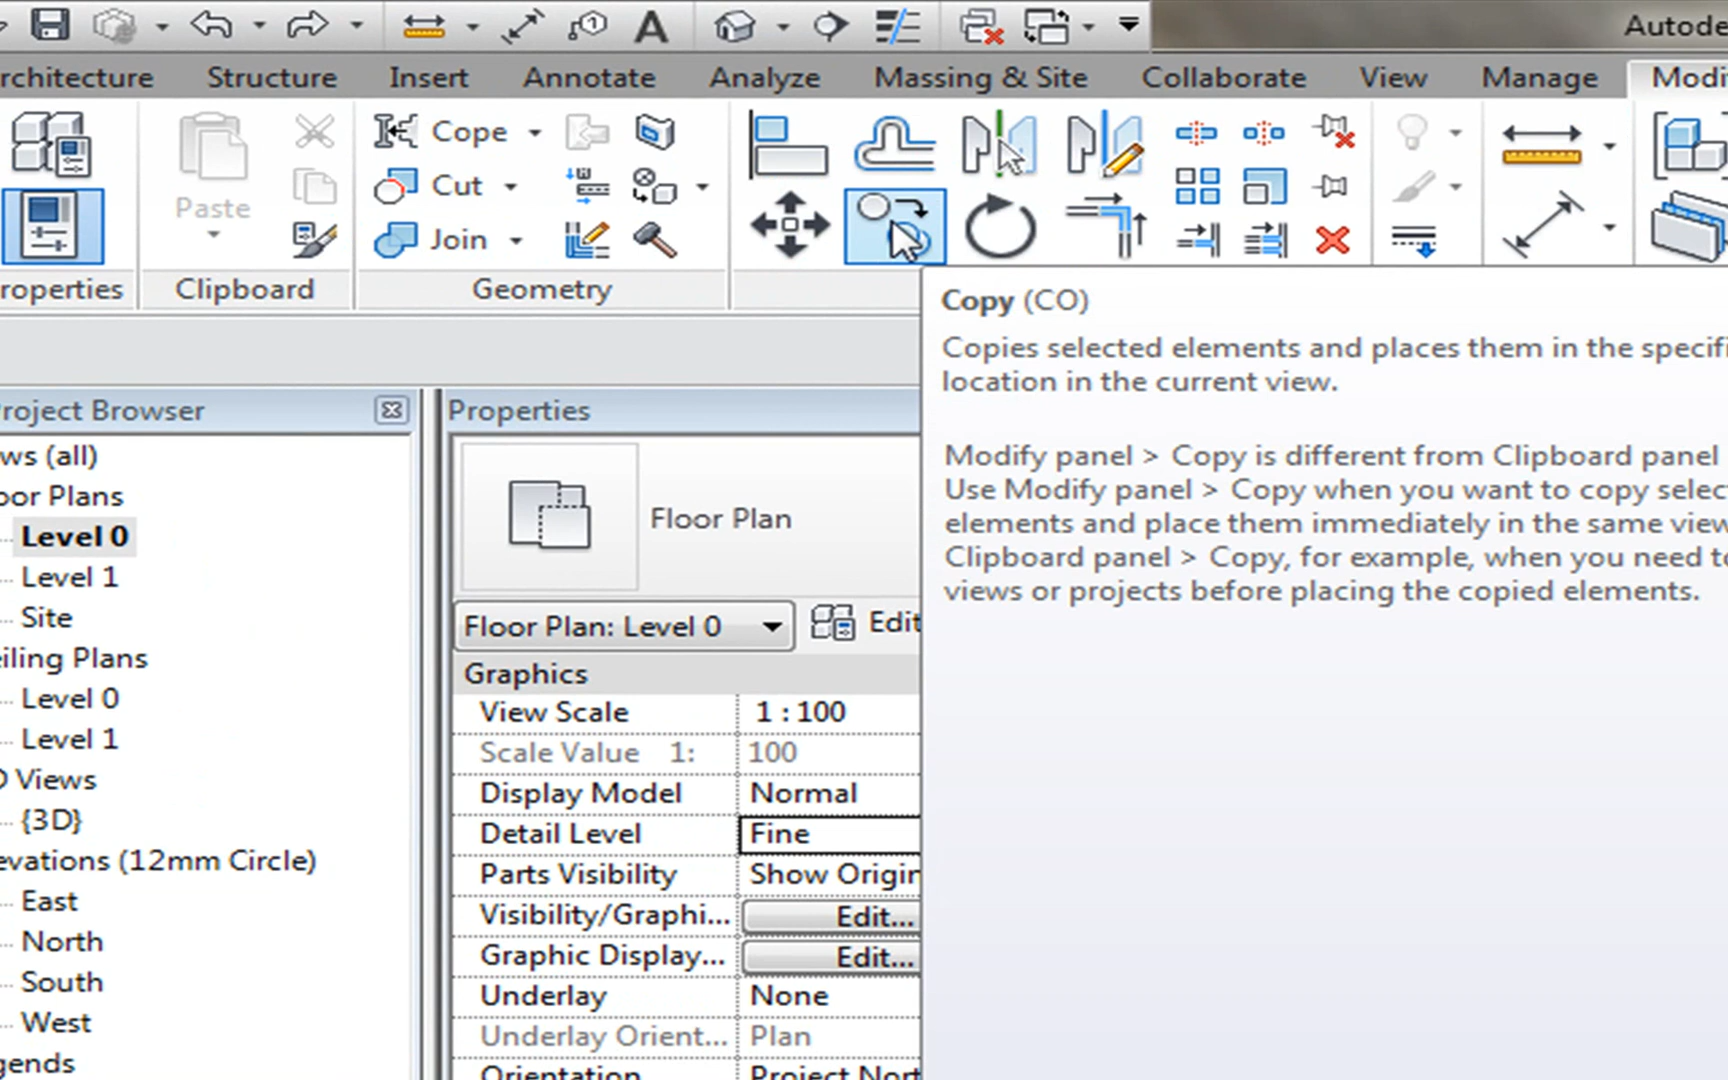 Autode
rchitecture Structure Insert Annotate Analyze Massing & Site Collaborate View Manage Modi
Cope
Cut
Join
Paste
roperties Clipboard Geometry
Copy (CO)
Copies selected elements and places them in the specifi
location in the current view.
Modify panel > Copy is different from Clipboard panel
Use Modify panel > Copy when you want to copy selec
elements and place them immediately in the same view
Clipboard panel > Copy, for example, when you need to
views or projects before placing the copied elements.
Project Browser
ws (all)
oor Plans
Level 0
Level 1
Site
eiling Plans
Level 0
Level 1
D Views
{3D}
evations (12mm Circle)
East
North
South
West
gends
Properties
Floor Plan
Floor Plan: Level 0 Edit
Graphics
View Scale 1 : 100
Scale Value 1: 100
Display Model Normal
Detail Level Fine
Parts Visibility Show Origin
Visibility/Graphi... Edit...
Graphic Display... Edit...
Underlay None
Underlay Orient... Plan
Orientation Project Nort